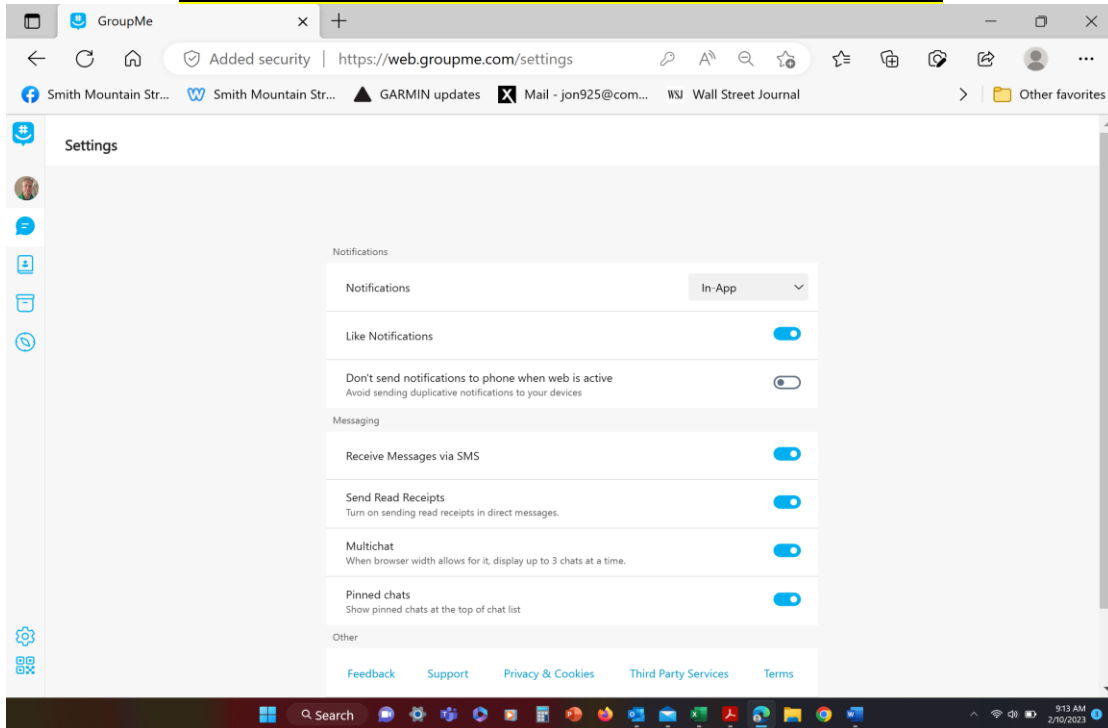 GroupMe
Added security | https://web.groupme.com/settings
Smith Mountain Str... Smith Mountain Str... GARMIN updates Mail - jon925@com... WSJ Wall Street Journal Other favorites
Settings
Notifications
Notifications In-App
Like Notifications
Don't send notifications to phone when web is active
Avoid sending duplicative notifications to your devices
Messaging
Receive Messages via SMS
Send Read Receipts
Turn on sending read receipts in direct messages.
Multichat
When browser width allows for it, display up to 3 chats at a time.
Pinned chats
Show pinned chats at the top of chat list
Other
Feedback Support Privacy & Cookies Third Party Services Terms
Search 9:13 AM
2/10/2023